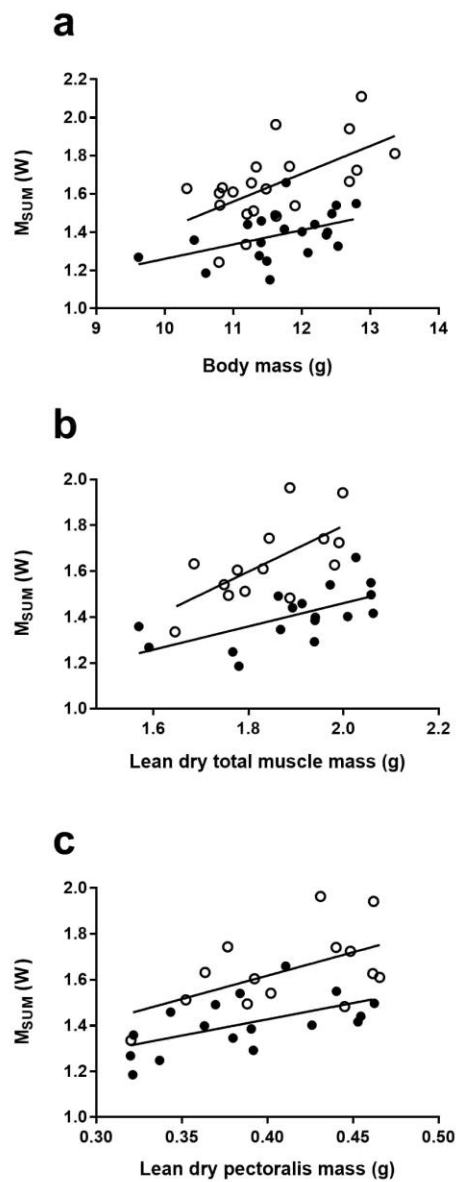 a
2.2
2.0
1.8
1.6
1.4
1.2
1.0
M_SUM (W)
9 10 11 12 13 14
Body mass (g)
b
2.0
1.8
1.6
1.4
1.2
1.0
M_SUM (W)
1.6 1.8 2.0 2.2
Lean dry total muscle mass (g)
c
2.0
1.8
1.6
1.4
1.2
1.0
M_SUM (W)
0.30 0.35 0.40 0.45 0.50
Lean dry pectoralis mass (g)